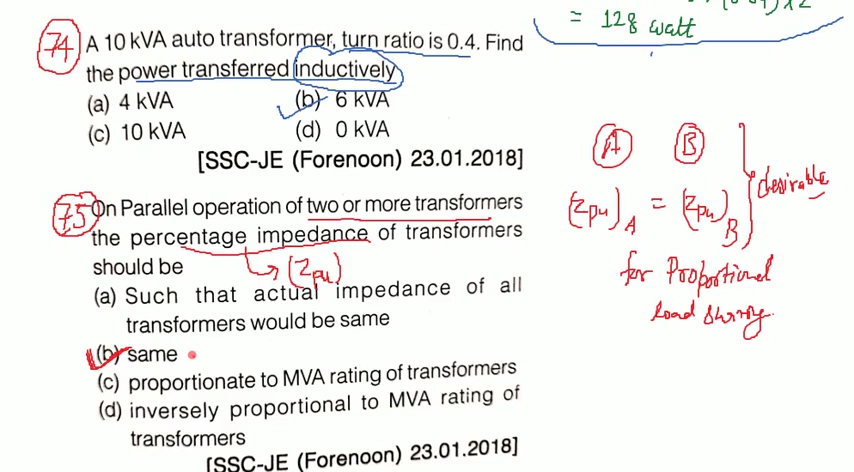 = 128 watt
74 A 10 kVA auto transformer, turn ratio is 0.4. Find
the power transferred inductively
(a) 4 kVA (b) 6 kVA
(c) 10 kVA (d) 0 kVA
[SSC-JE (Forenoon) 23.01.2018]
75 On Parallel operation of two or more transformers
the percentage impedance of transformers
should be
→ (Zpu)
(a) Such that actual impedance of all
transformers would be same
(b) same
(c) proportionate to MVA rating of transformers
(d) inversely proportional to MVA rating of
transformers
[SSC-JE (Forenoon) 23.01.2018]
A B
(Zpu)A = (Zpu)B desirable
for Proportional
load sharing.